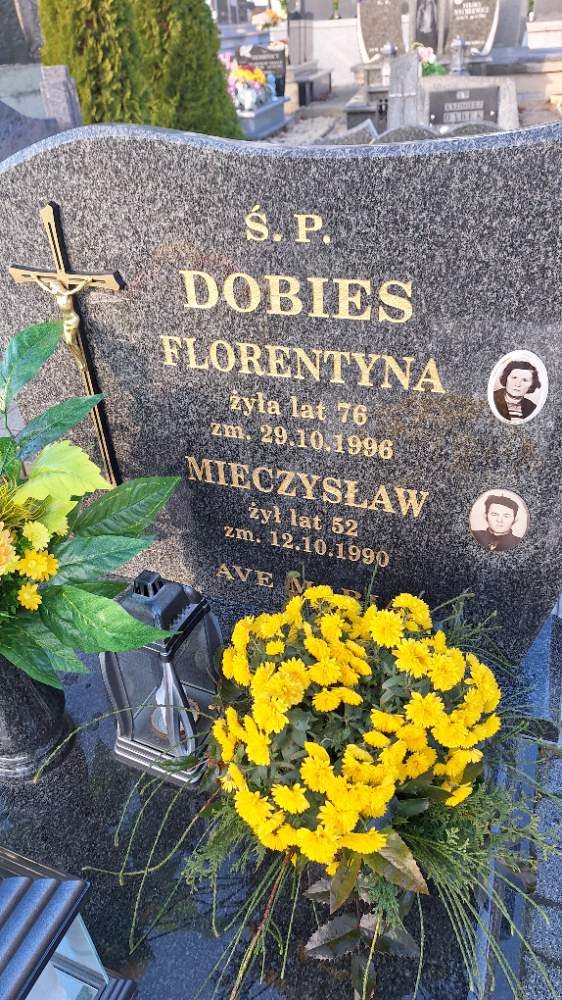 Ś. P.
DOBIES
FLORENTYNA
żyła lat 76
zm. 29.10.1996
MIECZYSŁAW
żył lat 52
zm. 12.10.1990
AVE